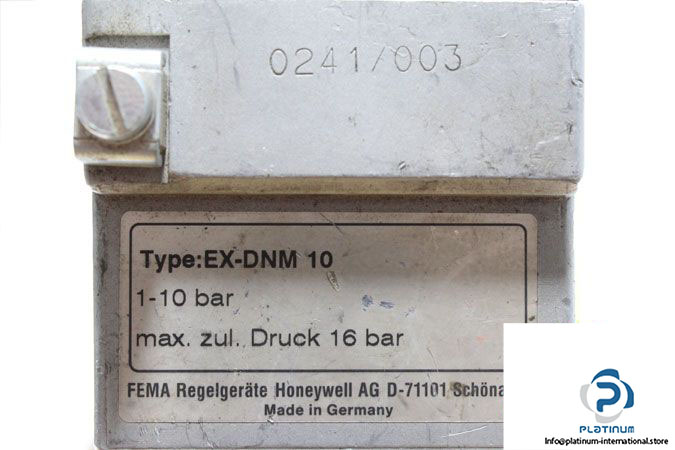 0241/003
Type:EX-DNM 10
1-10 bar
max. zul. Druck 16 bar
FEMA Regelgeräte Honeywell AG D-71101
Made in Germany
PLATINUM
Info@platinum-international.store